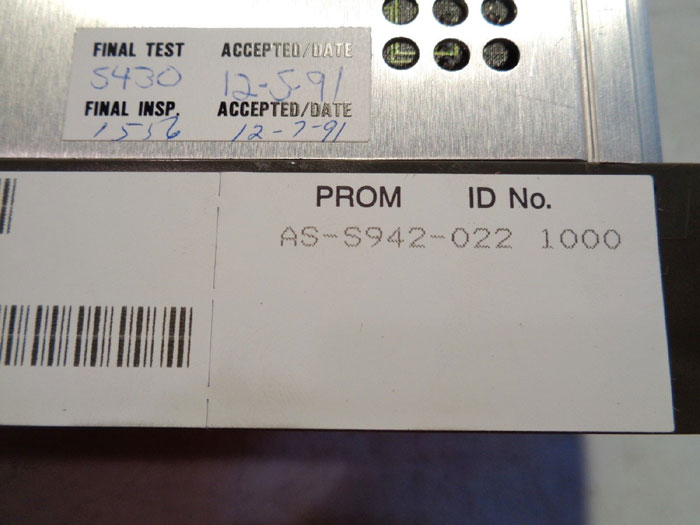 FINAL TEST ACCEPTED/DATE
5430 12-5-91
FINAL INSP. ACCEPTED/DATE
1556 12-7-91
PROM ID No.
AS-S942-022 1000